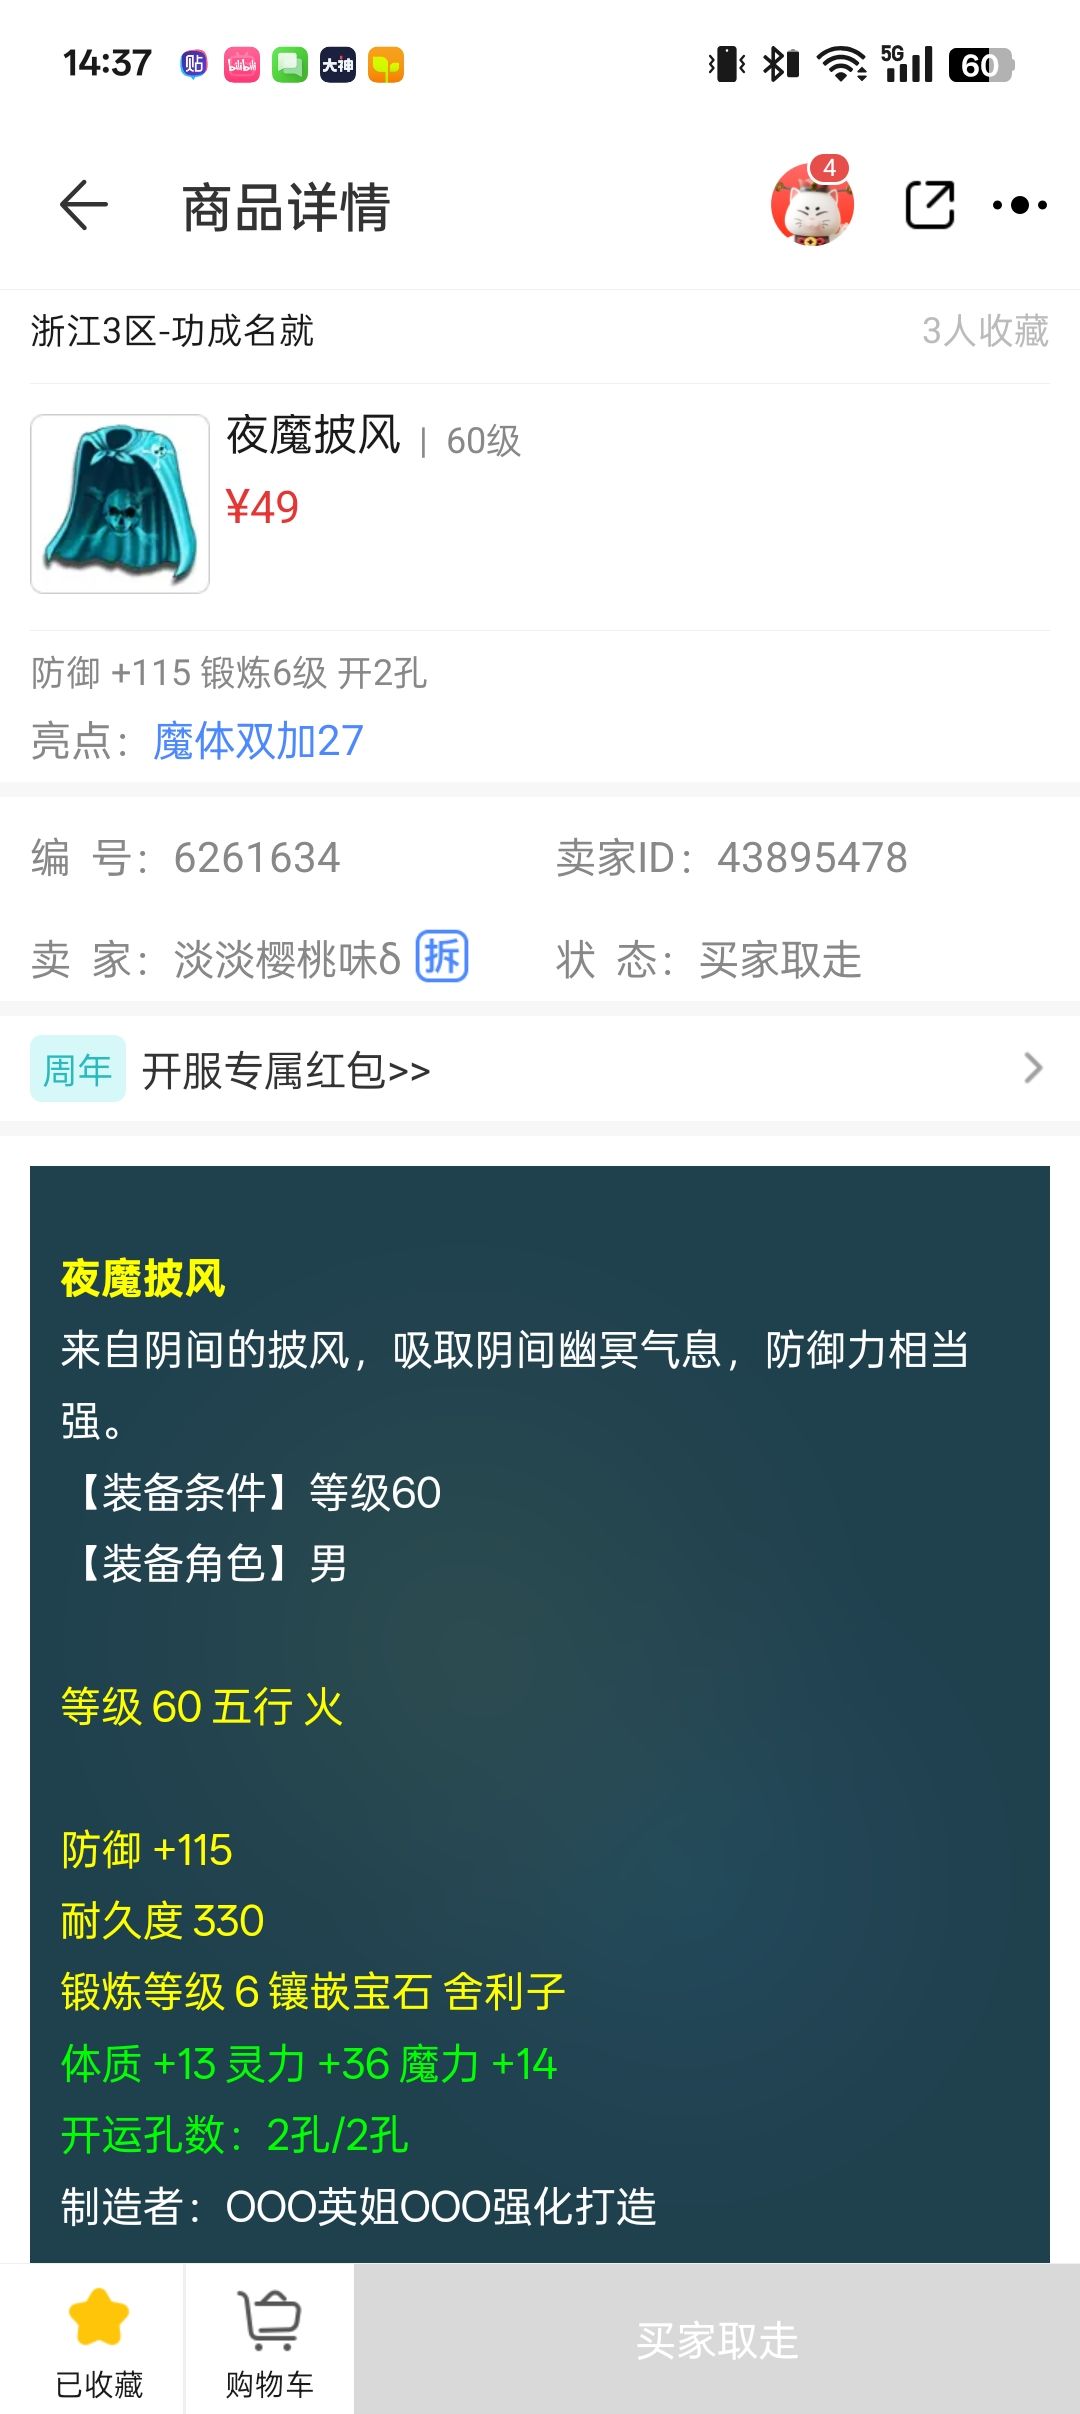 14:37 贴 bilibili 大神 5G 60
商品详情 4
浙江3区-功成名就 3人收藏
夜魔披风 | 60级
¥49
防御 +115 锻炼6级 开2孔
亮点：魔体双加27
编 号：6261634 卖家ID：43895478
卖 家：淡淡樱桃味δ 拆 状 态：买家取走
周年 开服专属红包>>
夜魔披风
来自阴间的披风，吸取阴间幽冥气息，防御力相当
强。
【装备条件】等级60
【装备角色】男
等级 60 五行 火
防御 +115
耐久度 330
锻炼等级 6 镶嵌宝石 舍利子
体质 +13 灵力 +36 魔力 +14
开运孔数：2孔/2孔
制造者：OOO英姐OOO强化打造
已收藏 购物车 买家取走